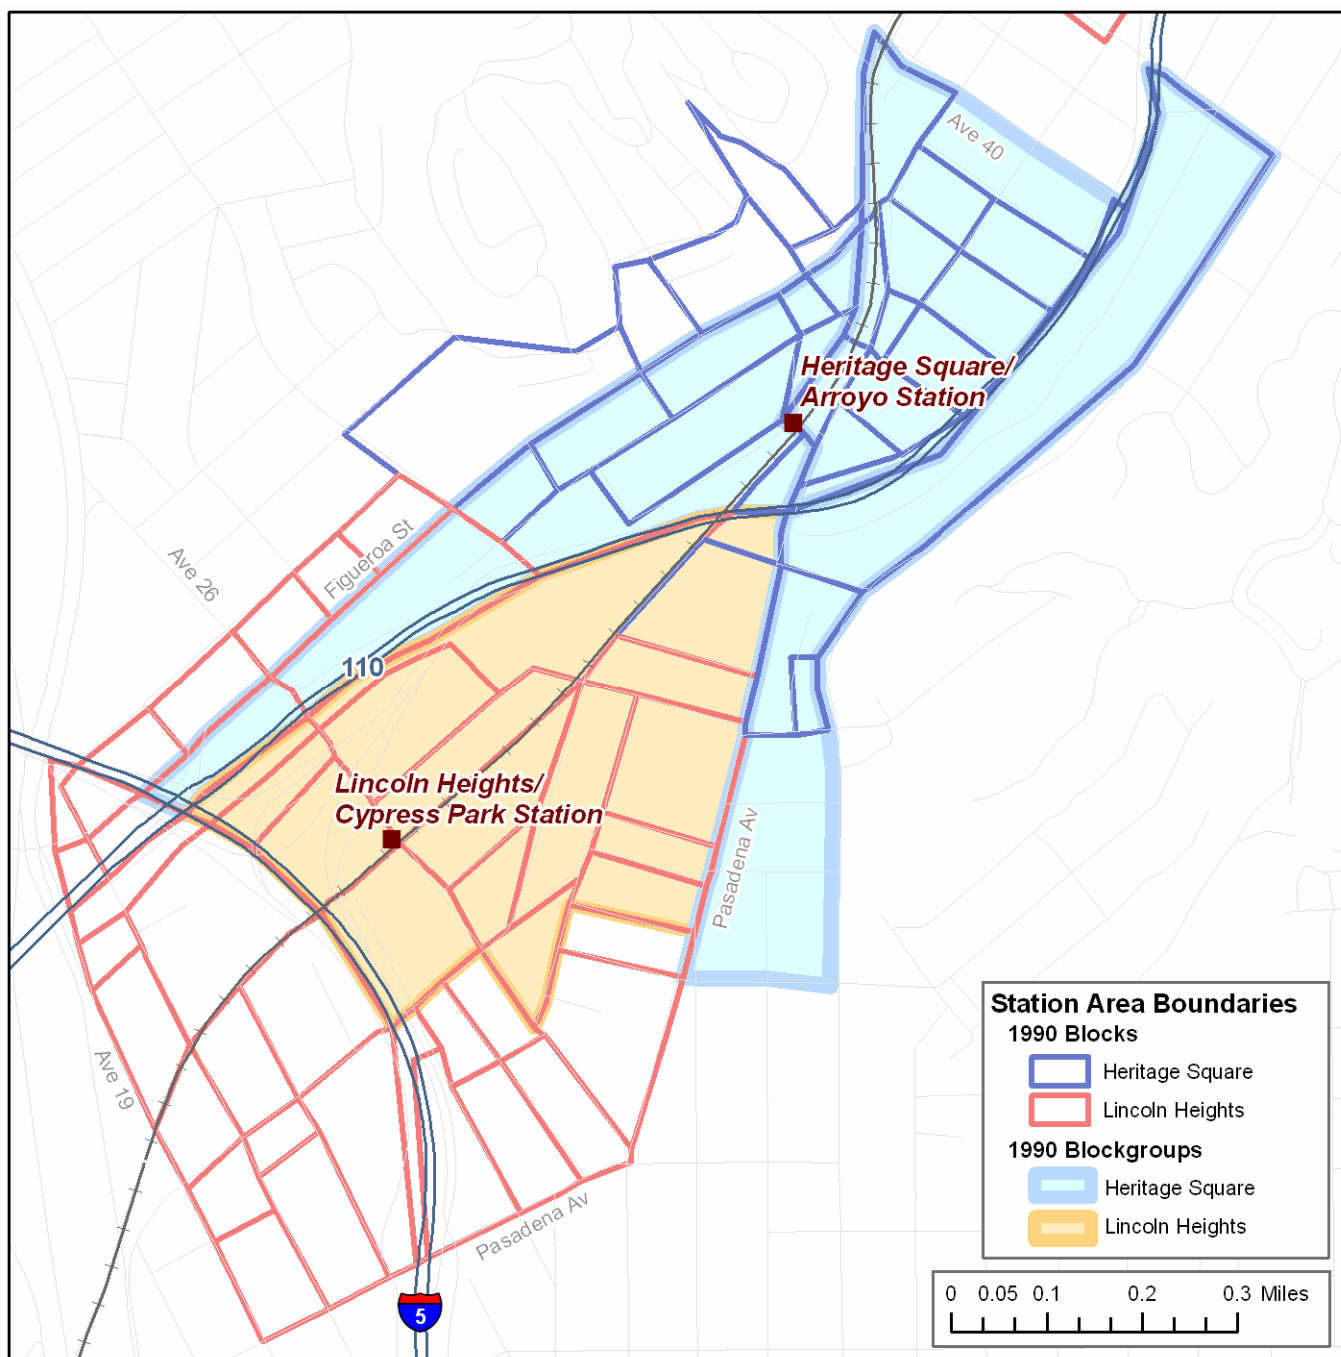 Ave 40
Heritage Square/
Arroyo Station
Figueroa St
Ave 26
110
Lincoln Heights/
Cypress Park Station
Pasadena Av
Ave 19
Pasadena Av
5
Station Area Boundaries
1990 Blocks
Heritage Square
Lincoln Heights
1990 Blockgroups
Heritage Square
Lincoln Heights
0 0.05 0.1 0.2 0.3 Miles